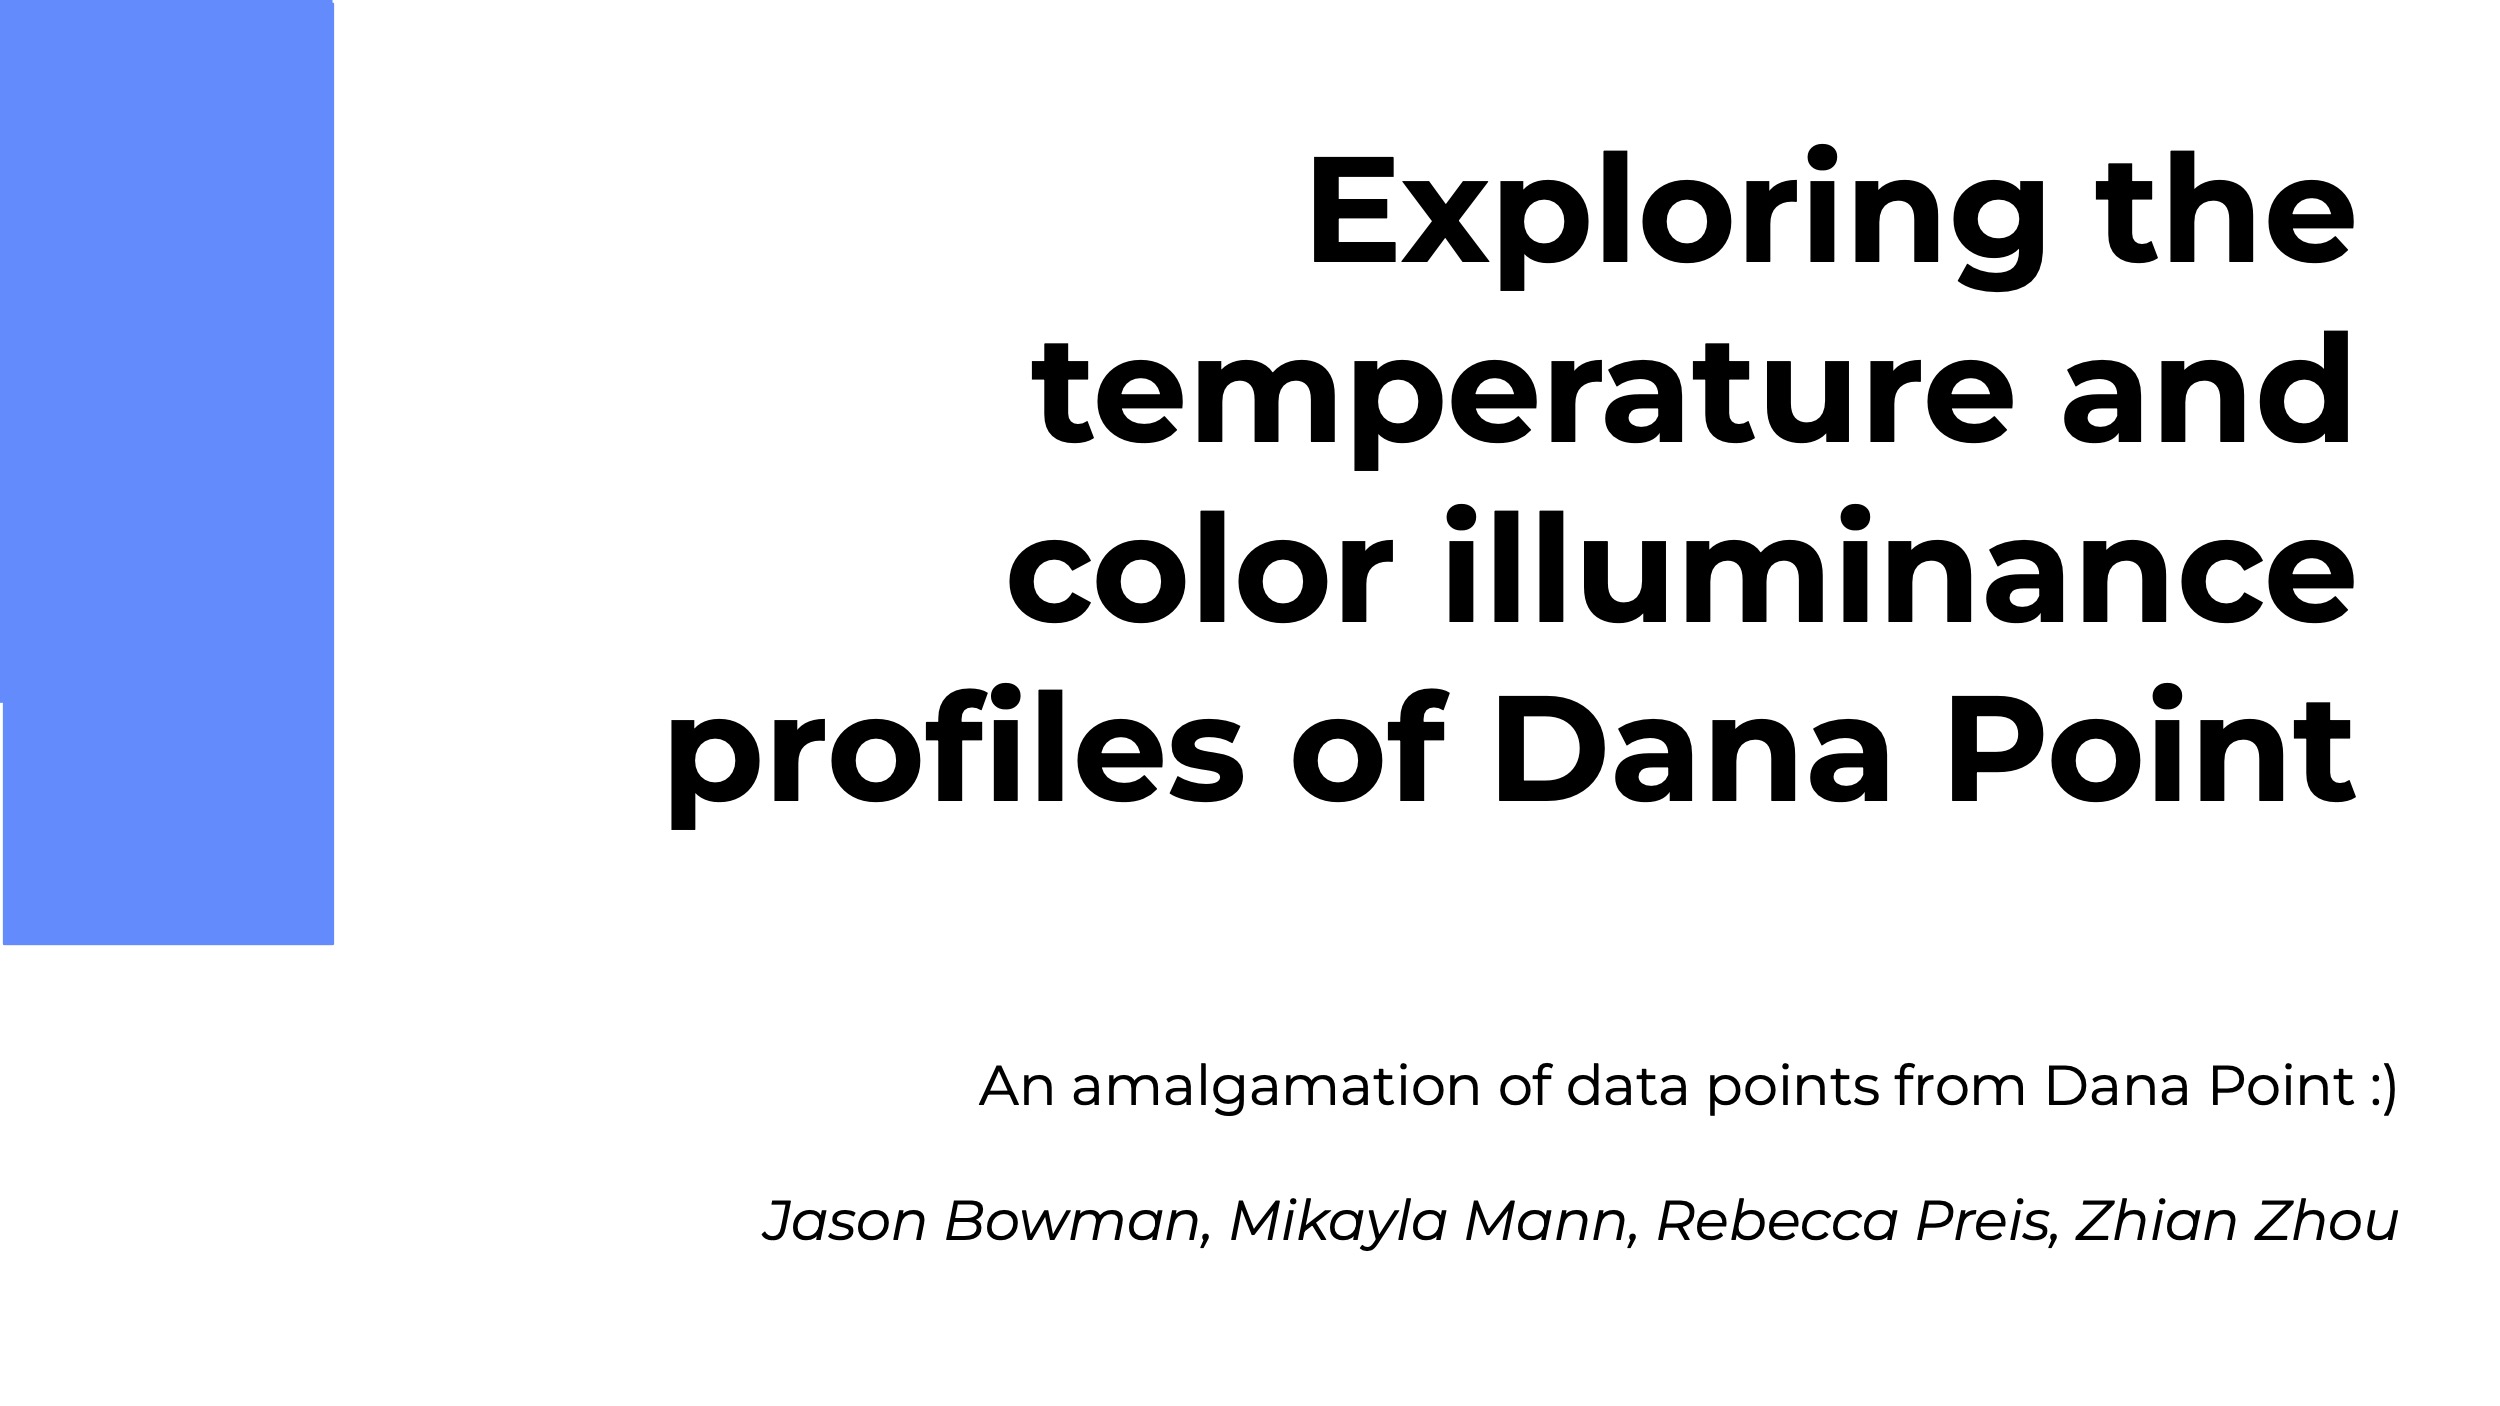 Exploring the
temperature and
color illuminance
profiles of Dana Point
An amalgamation of data points from Dana Point :)
Jason Bowman, Mikayla Mann, Rebecca Preis, Zhian Zhou